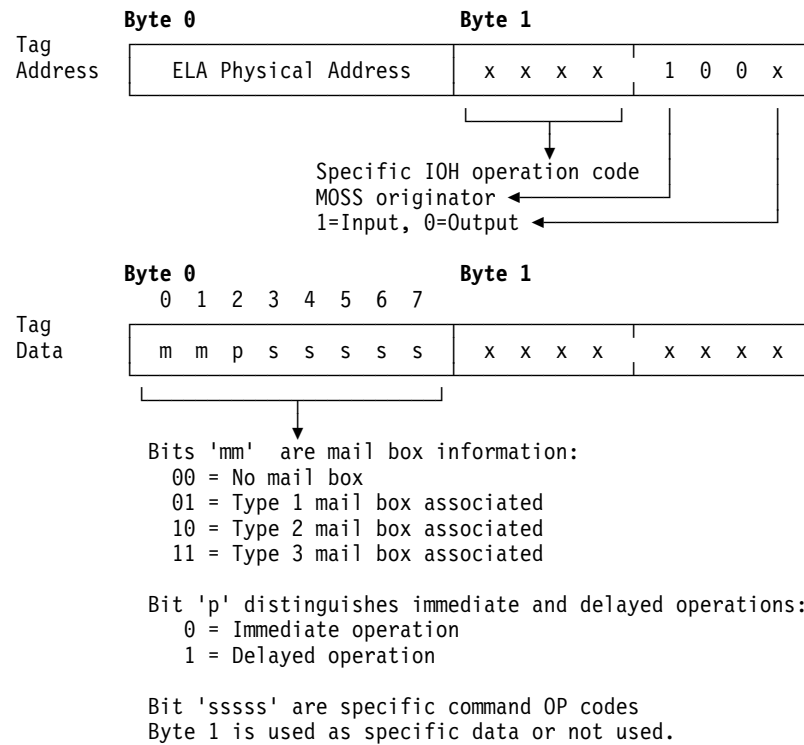 Byte 0 Byte 1
Tag
Address ELA Physical Address x x x x 1 0 0 x
Specific IOH operation code
MOSS originator
1=Input, 0=Output
Byte 0 Byte 1
0 1 2 3 4 5 6 7
Tag
Data m m p s s s s s x x x x x x x x
Bits 'mm' are mail box information:
00 = No mail box
01 = Type 1 mail box associated
10 = Type 2 mail box associated
11 = Type 3 mail box associated
Bit 'p' distinguishes immediate and delayed operations:
0 = Immediate operation
1 = Delayed operation
Bit 'sssss' are specific command OP codes
Byte 1 is used as specific data or not used.